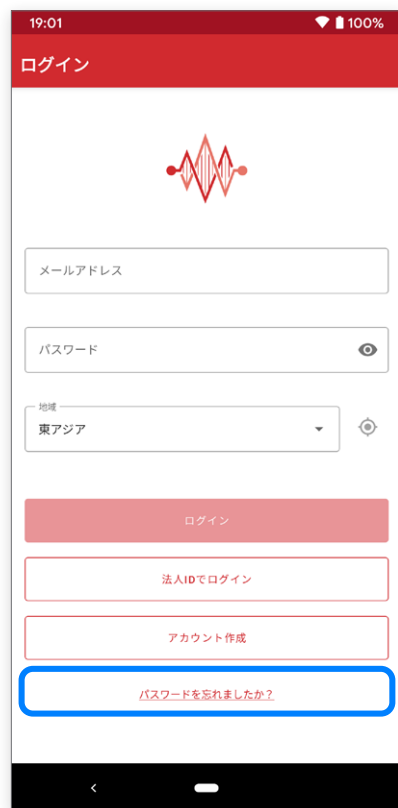 19:01 100%
ログイン
メールアドレス
パスワード
地域
東アジア
ログイン
法人IDでログイン
アカウント作成
パスワードを忘れましたか？